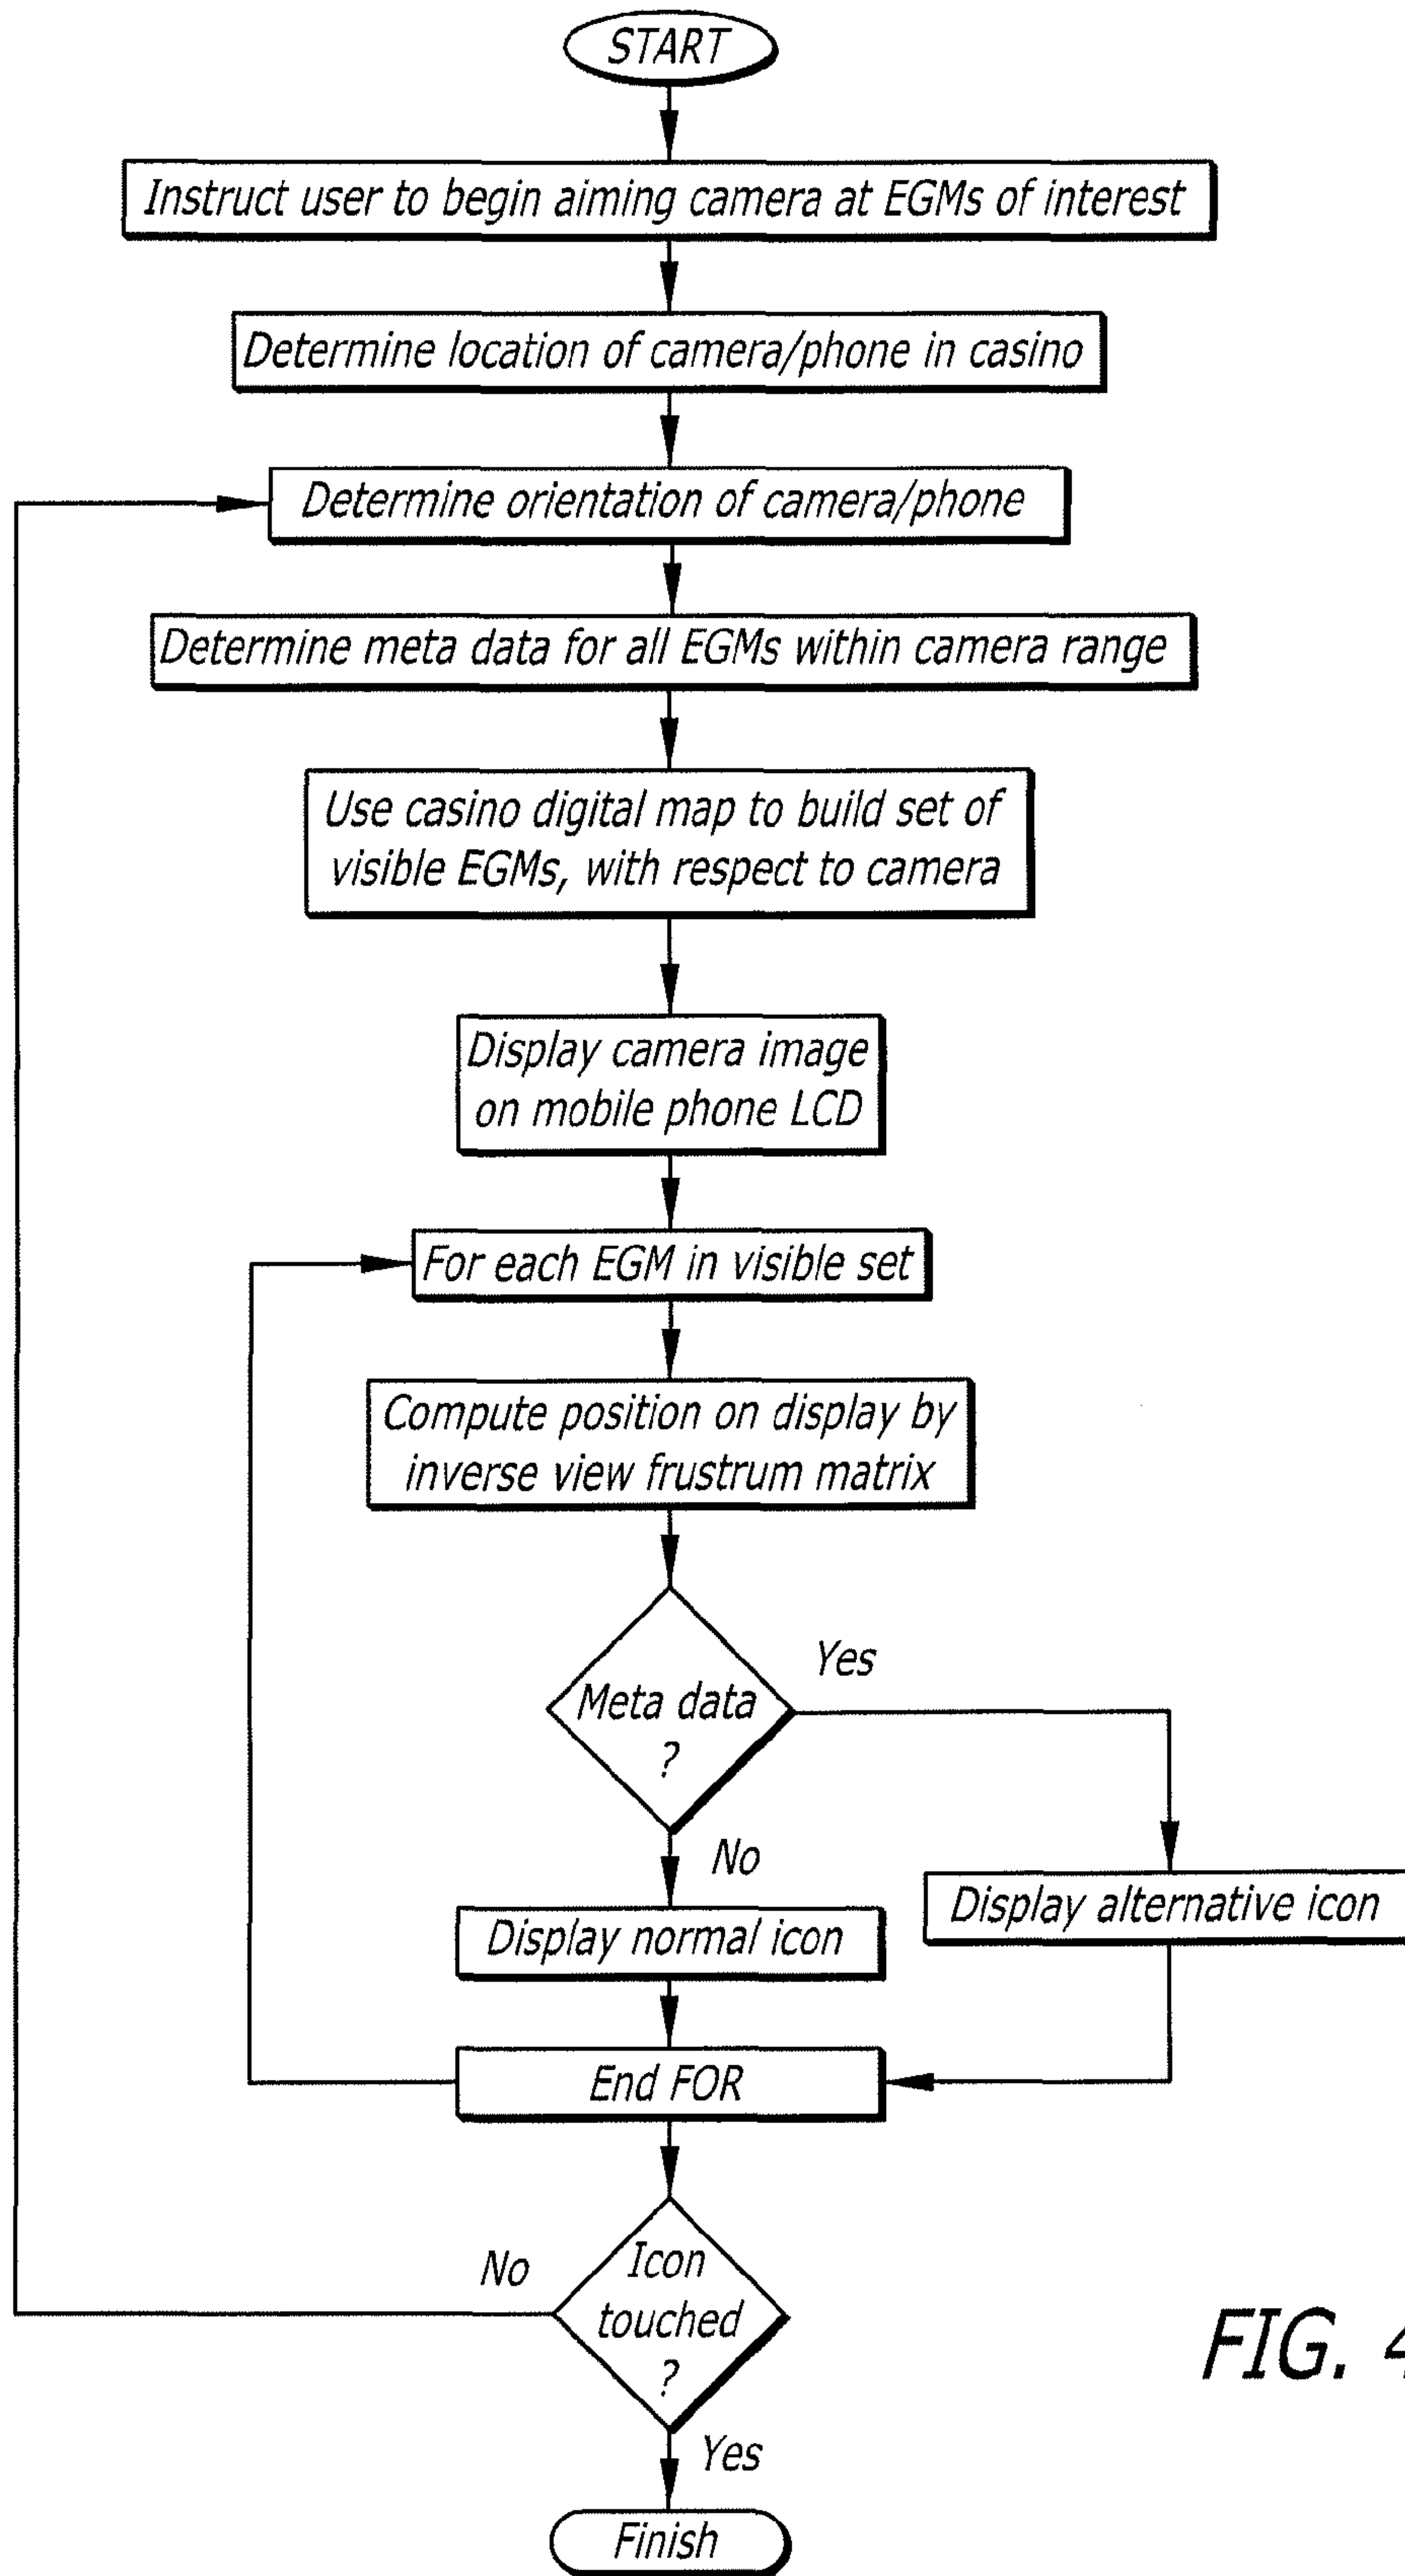 START
Instruct user to begin aiming camera at EGMs of interest
Determine location of camera/phone in casino
Determine orientation of camera/phone
Determine meta data for all EGMs within camera range
Use casino digital map to build set of
visible EGMs, with respect to camera
Display camera image
on mobile phone LCD
For each EGM in visible set
Compute position on display by
inverse view frustrum matrix
Yes
Meta data
?
No
Display alternative icon
Display normal icon
End FOR
No
Icon
touched
?
Yes
Finish
FIG. 4